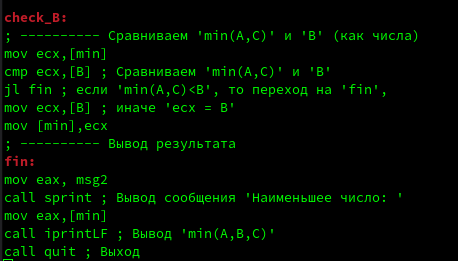 check_B:
; ---------- Сравниваем 'min(A,C)' и 'B' (как числа)
mov ecx,[min]
cmp ecx,[B] ; Сравниваем 'min(A,C)' и 'B'
jl fin ; если 'min(A,C)<B', то переход на 'fin',
mov ecx,[B] ; иначе 'ecx = B'
mov [min],ecx
; ---------- Вывод результата
fin:
mov eax, msg2
call sprint ; Вывод сообщения 'Наименьшее число: '
mov eax,[min]
call iprintLF ; Вывод 'min(A,B,C)'
call quit ; Выход